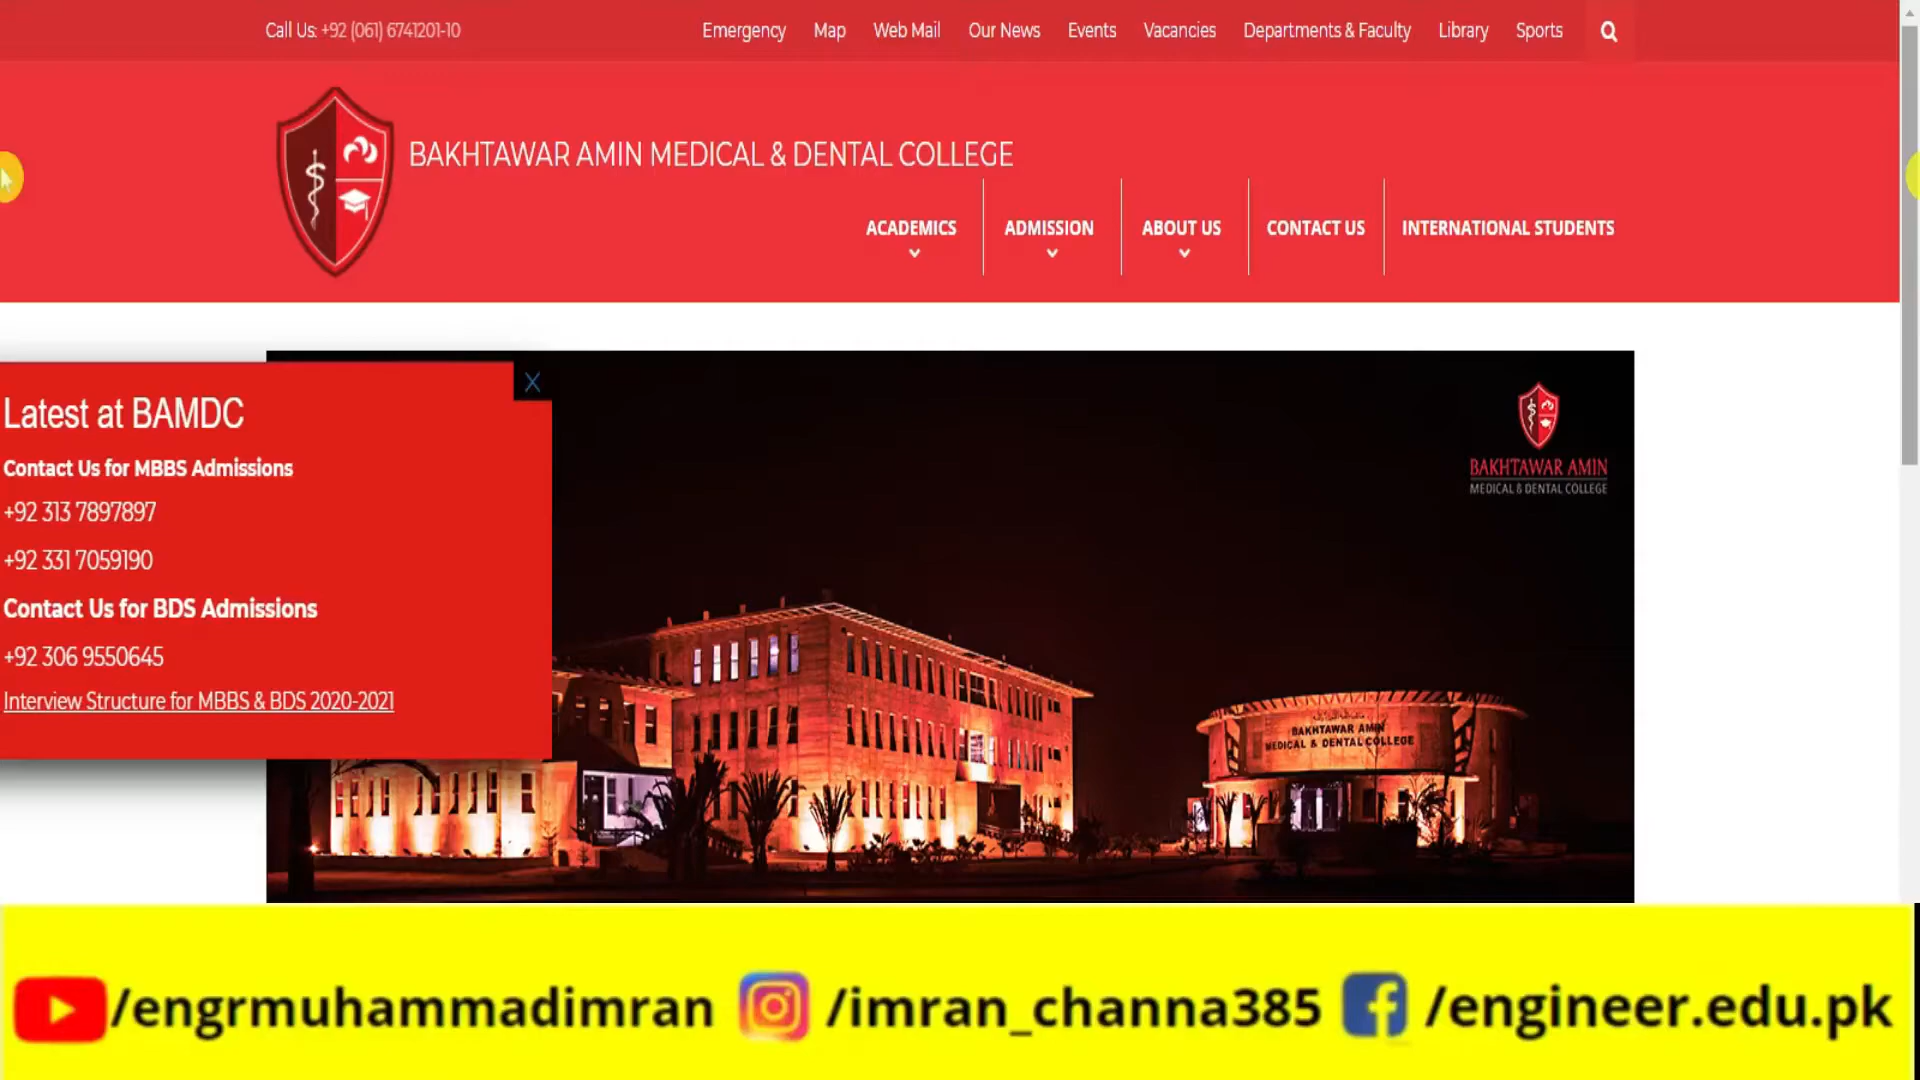 Call Us: +92 (061) 6741201-10
Emergency Map Web Mail Our News Events Vacancies Departments & Faculty Library Sports
BAKHTAWAR AMIN MEDICAL & DENTAL COLLEGE
ACADEMICS ADMISSION ABOUT US CONTACT US INTERNATIONAL STUDENTS
X
Latest at BAMDC
Contact Us for MBBS Admissions
+92 313 7897897
+92 331 7059190
Contact Us for BDS Admissions
+92 306 9550645
Interview Structure for MBBS & BDS 2020-2021
BAKHTAWAR AMIN
MEDICAL & DENTAL COLLEGE
BAKHTAWAR AMIN
MEDICAL & DENTAL COLLEGE
/engrmuhammadimran /imran_channa385 /engineer.edu.pk